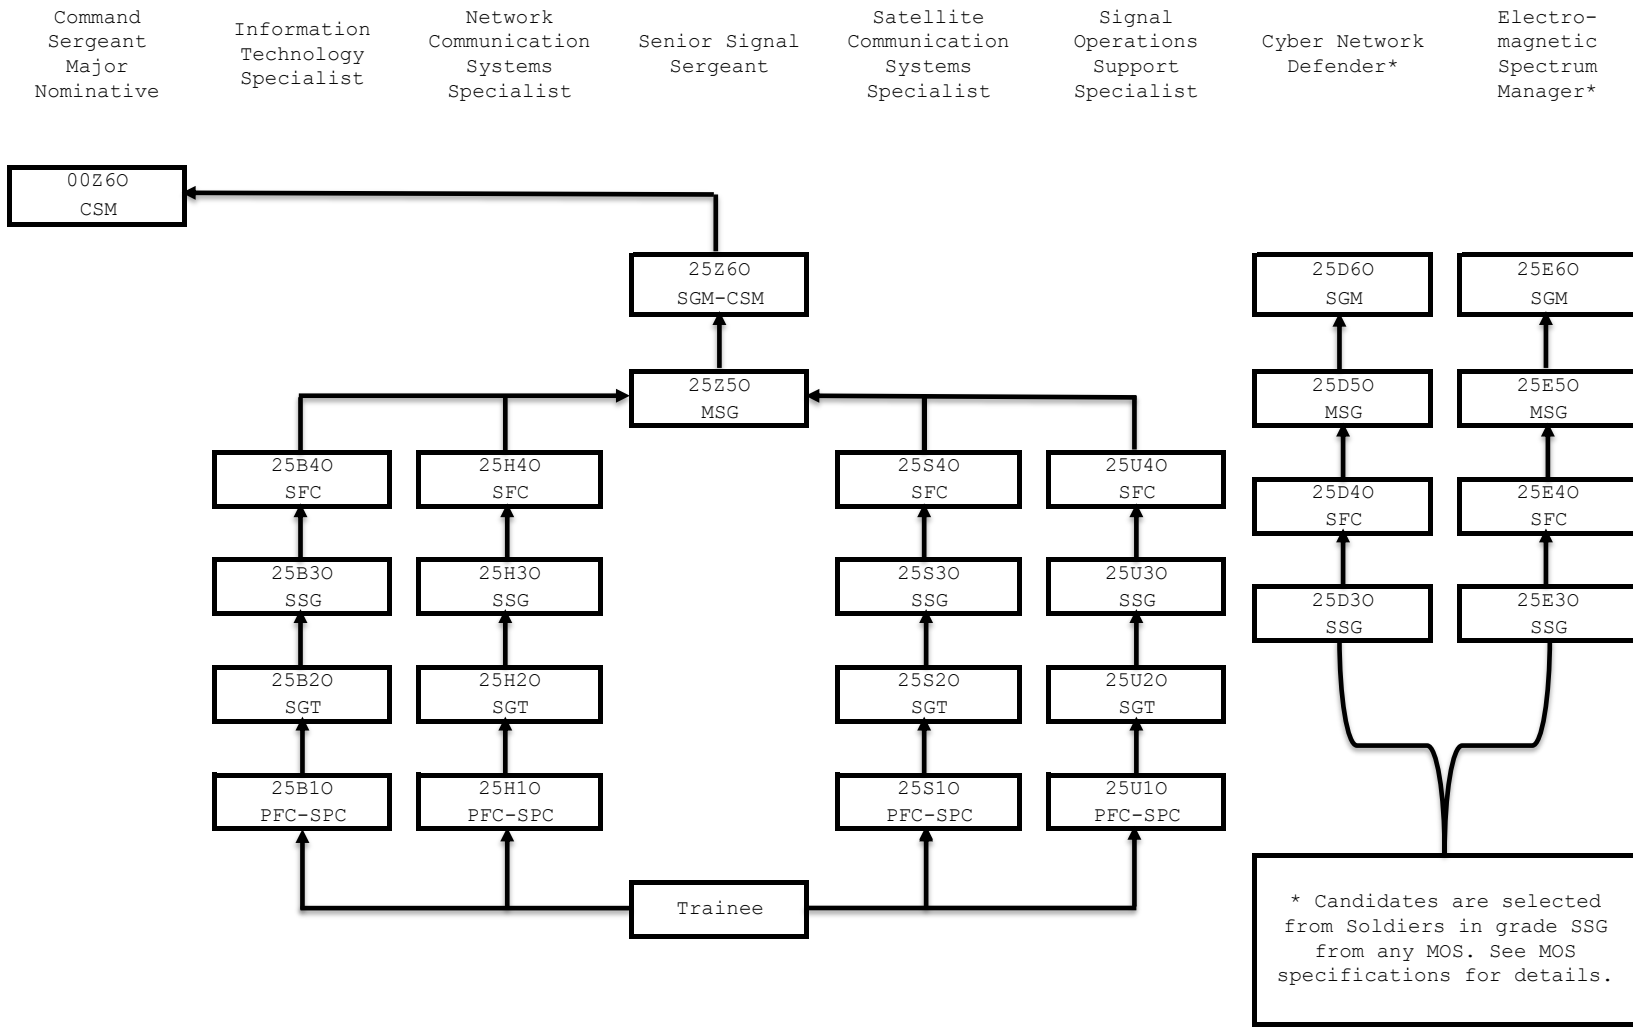 Command
Sergeant
Major
Nominative
Information
Technology
Specialist
Network
Communication
Systems
Specialist
Senior Signal
Sergeant
Satellite
Communication
Systems
Specialist
Signal
Operations
Support
Specialist
Cyber Network
Defender*
Electro-
magnetic
Spectrum
Manager*
00Z6O
CSM
25Z6O
SGM-CSM
25D6O
SGM
25E6O
SGM
25Z5O
MSG
25D5O
MSG
25E5O
MSG
25B4O
SFC
25H4O
SFC
25S4O
SFC
25U4O
SFC
25D4O
SFC
25E4O
SFC
25B3O
SSG
25H3O
SSG
25S3O
SSG
25U3O
SSG
25D3O
SSG
25E3O
SSG
25B2O
SGT
25H2O
SGT
25S2O
SGT
25U2O
SGT
25B1O
PFC-SPC
25H1O
PFC-SPC
25S1O
PFC-SPC
25U1O
PFC-SPC
Trainee
* Candidates are selected
from Soldiers in grade SSG
from any MOS. See MOS
specifications for details.